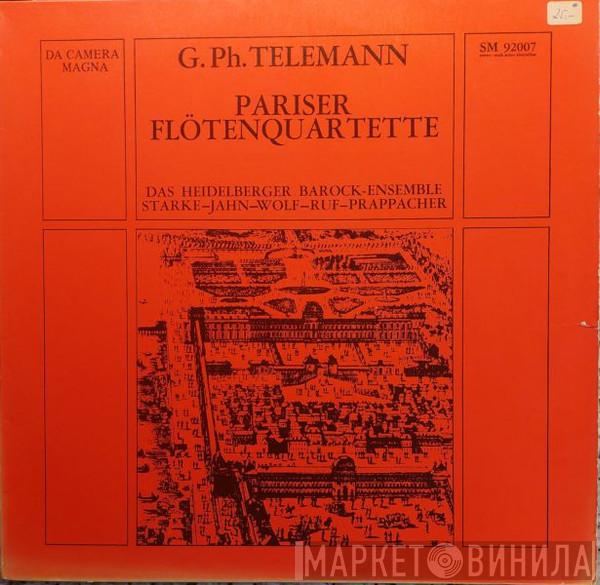 25,-
DA CAMERA
MAGNA
G. Ph. TELEMANN
PARISER
FLÖTENQUARTETTE
DAS HEIDELBERGER BAROCK-ENSEMBLE
STARKE–JAHN–WOLF–RUF–PRAPPACHER
SM 92007
МАРКЕТ ВИНИЛА